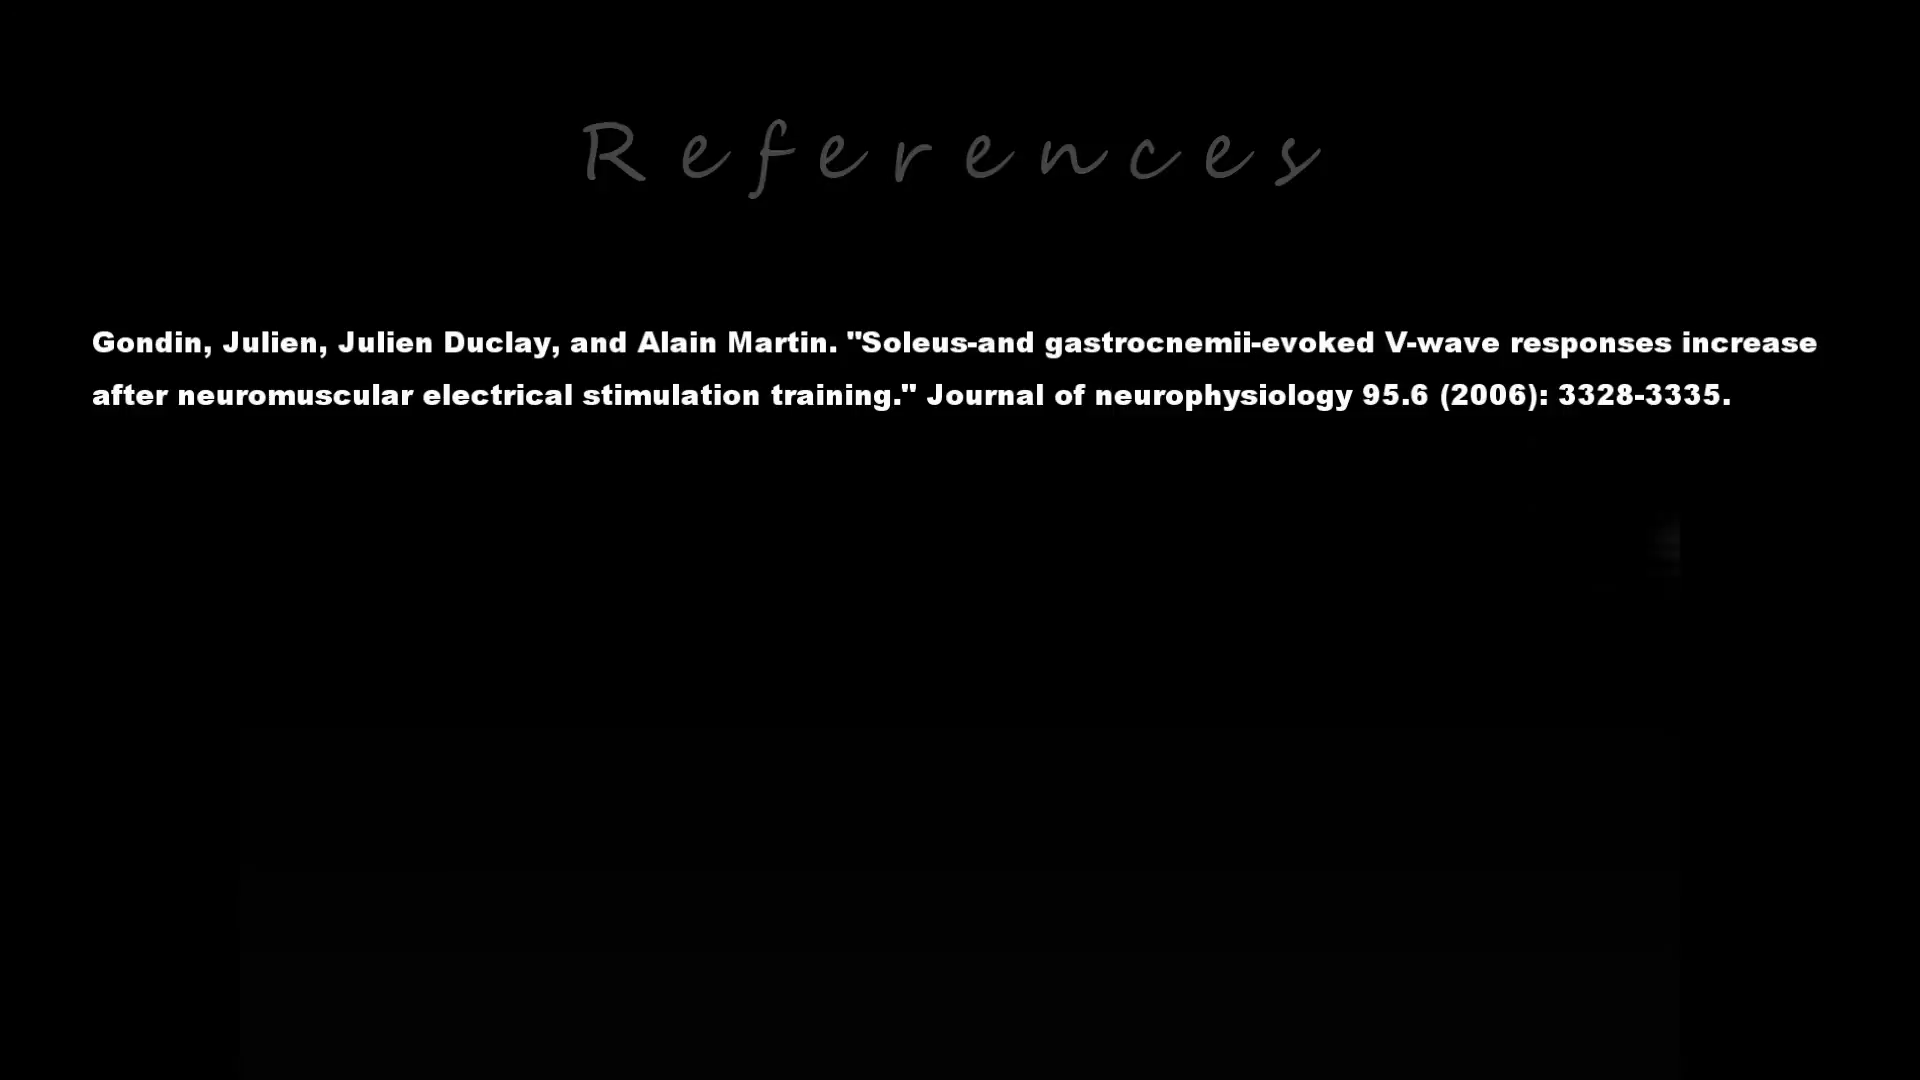 References
Gondin, Julien, Julien Duclay, and Alain Martin. "Soleus-and gastrocnemii-evoked V-wave responses increase
after neuromuscular electrical stimulation training." Journal of neurophysiology 95.6 (2006): 3328-3335.